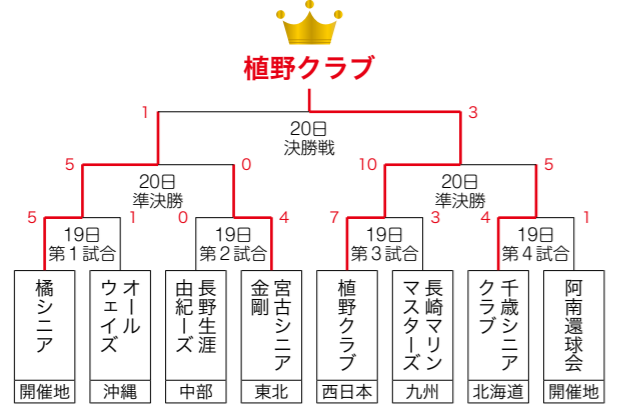 植野クラブ
1
3
20日
決勝戦
5
0
10
5
20日
準決勝
20日
準決勝
5
1
0
4
7
3
4
1
19日
第1試合
19日
第2試合
19日
第3試合
19日
第4試合
橘シニア
オール
ウェイズ
長野生涯
由紀ーズ
宮古シニア
金剛
植野クラブ
長崎マリン
マスターズ
千歳シニア
クラブ
阿南還球会
開催地
沖縄
中部
東北
西日本
九州
北海道
開催地